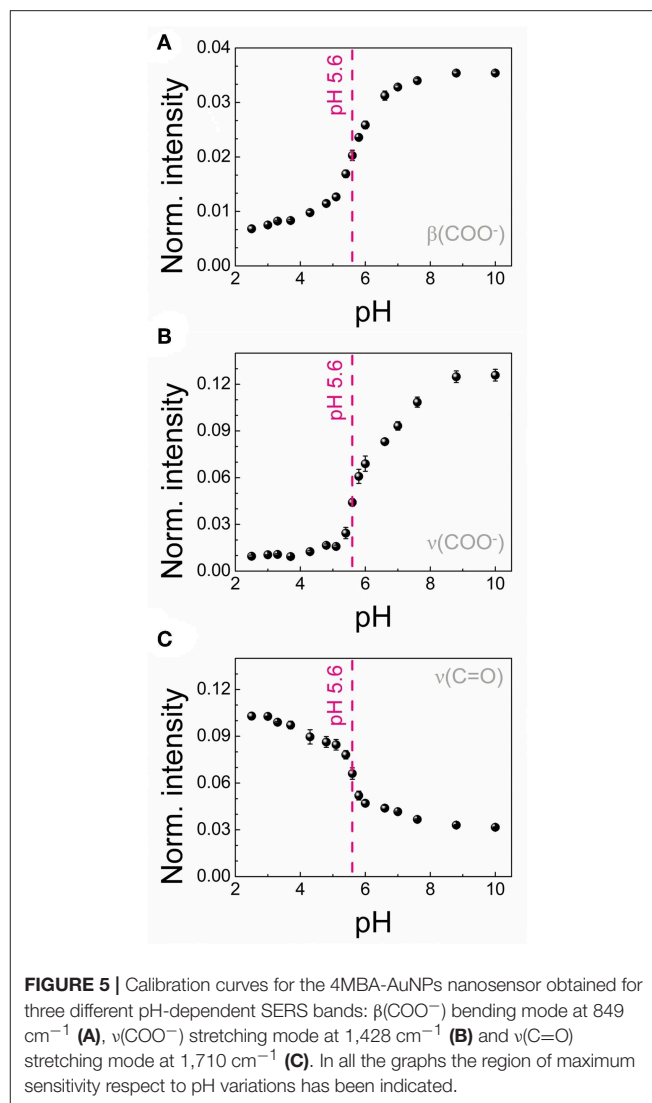 A
0.04
0.03
0.02
0.01
0.00
Norm. intensity
pH 5.6
β(COO⁻)
2 4 6 8 10
pH
B
0.12
0.09
0.06
0.03
0.00
Norm. intensity
pH 5.6
ν(COO⁻)
2 4 6 8 10
pH
C
0.12
0.09
0.06
0.03
0.00
Norm. intensity
pH 5.6
ν(C=O)
2 4 6 8 10
pH
FIGURE 5 | Calibration curves for the 4MBA-AuNPs nanosensor obtained for
three different pH-dependent SERS bands: β(COO⁻) bending mode at 849
cm⁻¹ (A), ν(COO⁻) stretching mode at 1,428 cm⁻¹ (B) and ν(C=O)
stretching mode at 1,710 cm⁻¹ (C). In all the graphs the region of maximum
sensitivity respect to pH variations has been indicated.